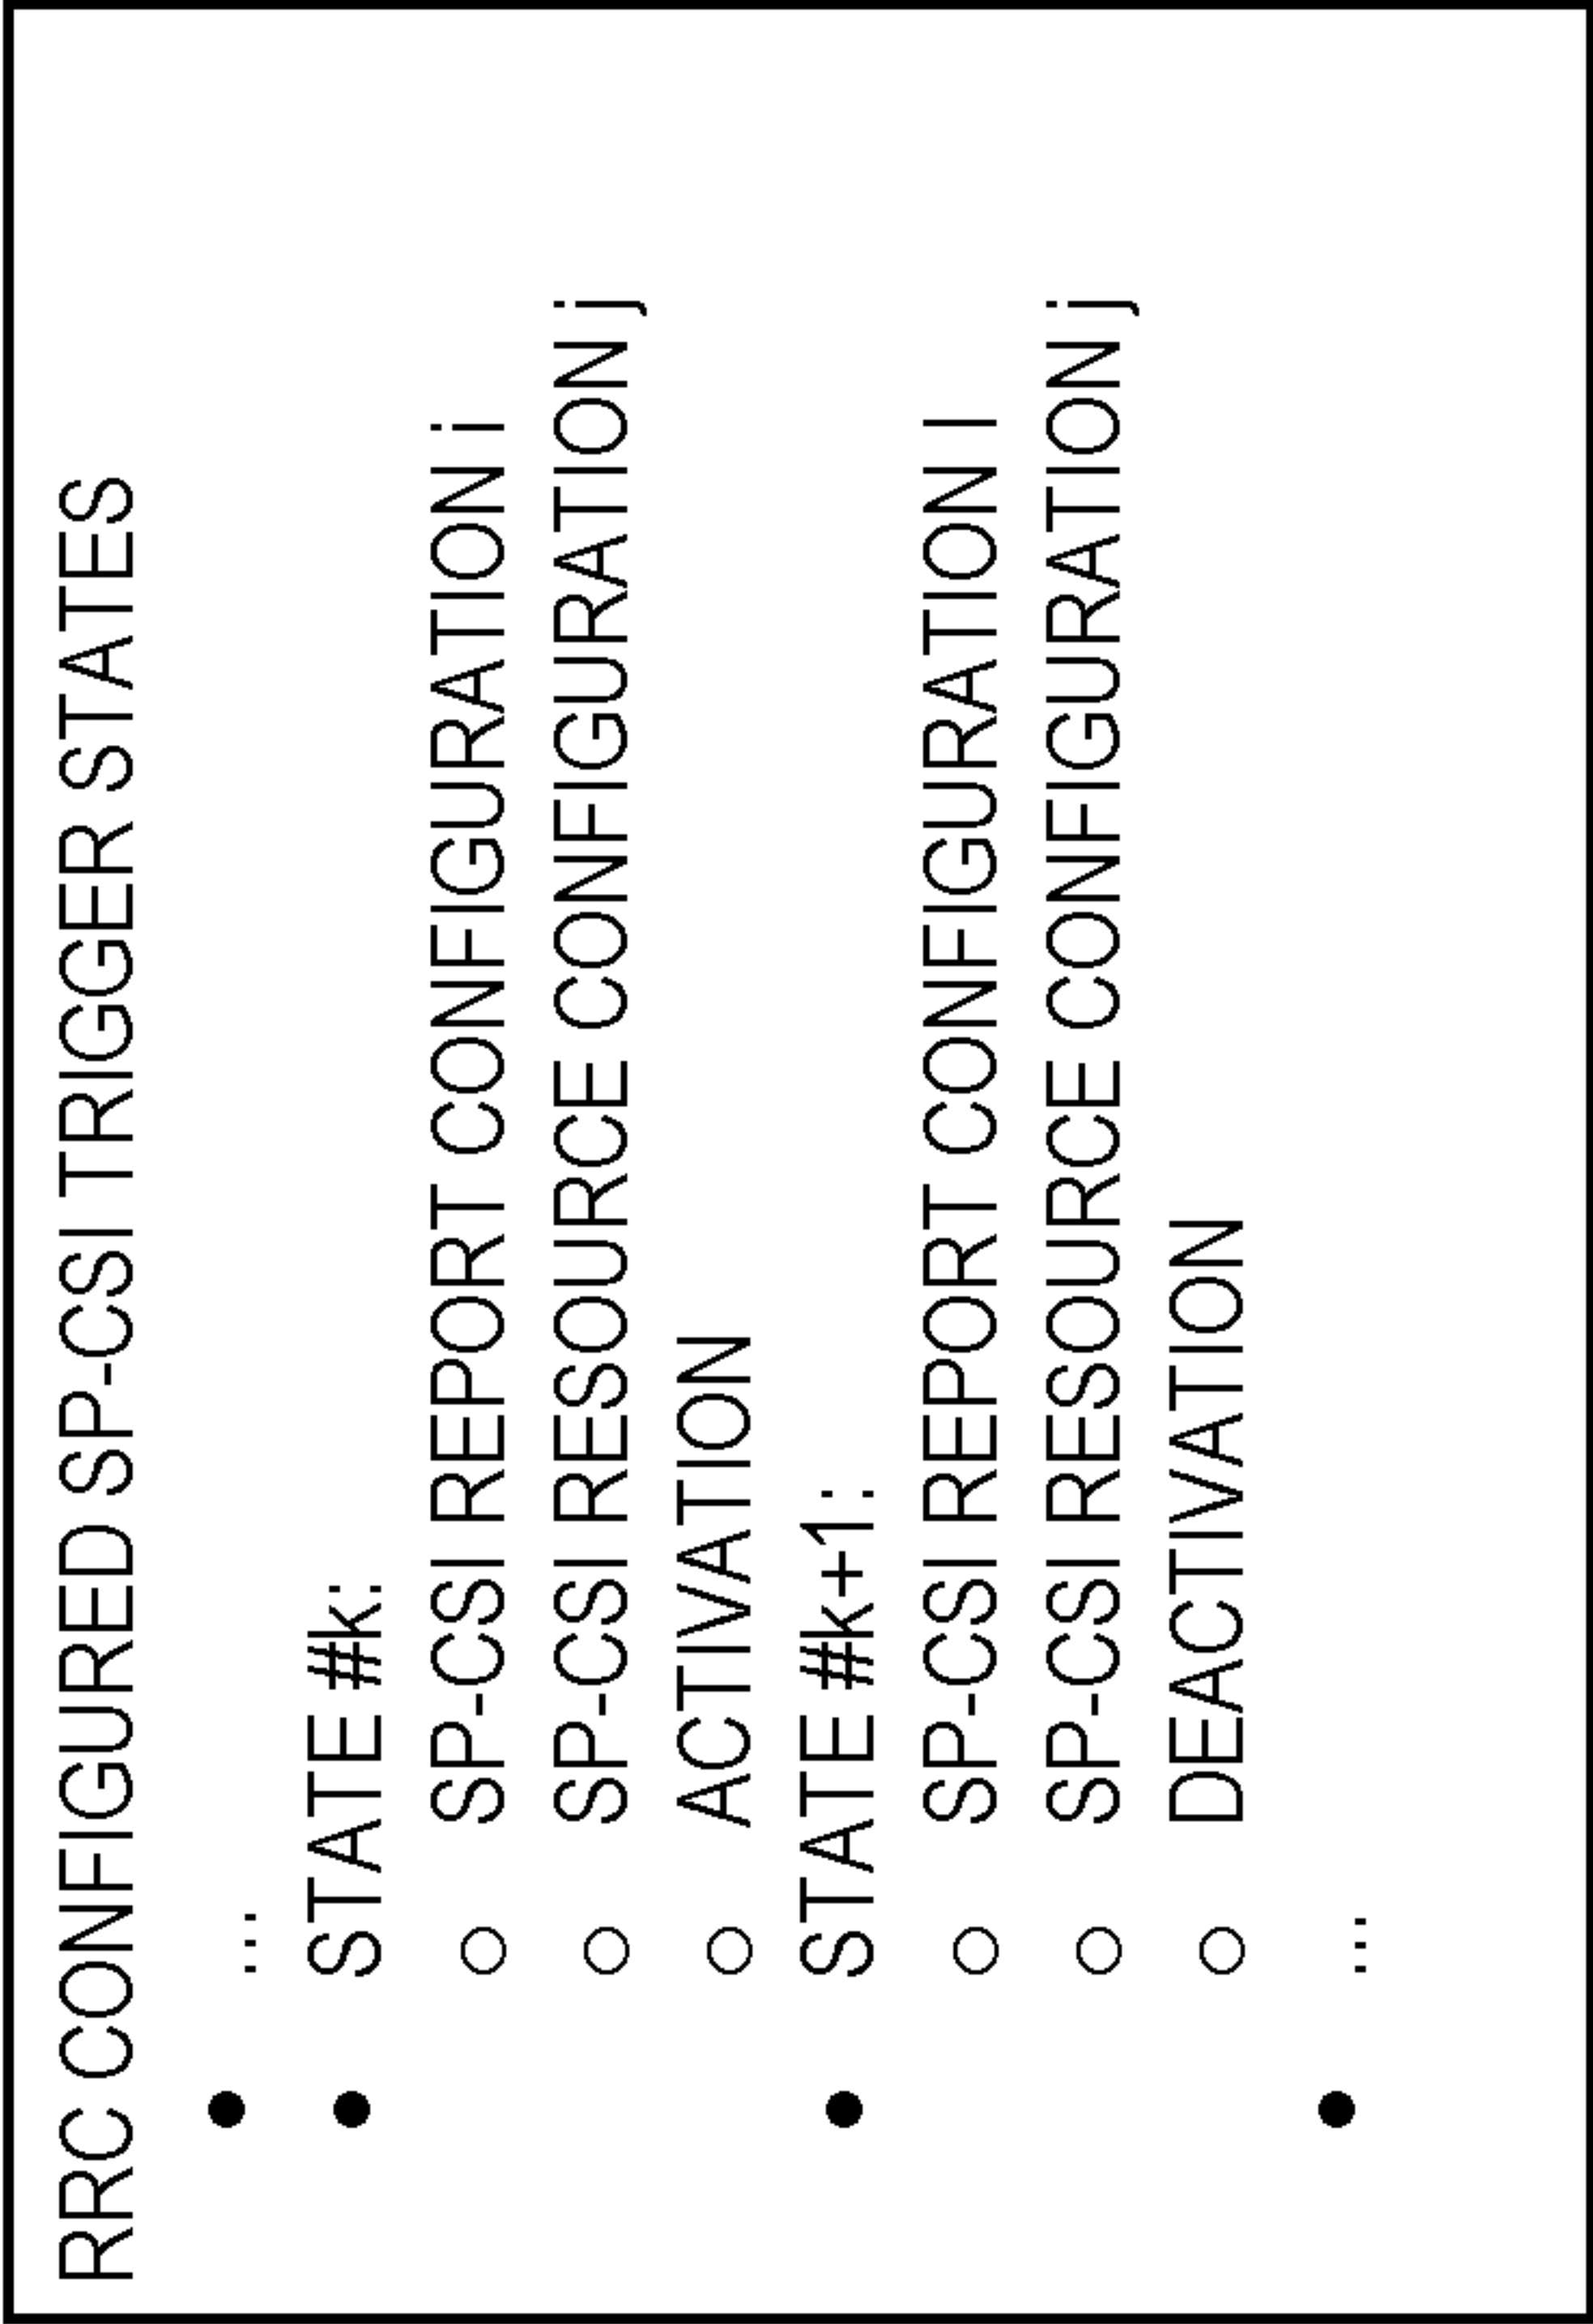 RRC CONFIGURED SP-CSI TRIGGER STATES
● ...
● STATE #k:
○ SP-CSI REPORT CONFIGURATION i
○ SP-CSI RESOURCE CONFIGURATION j
○ ACTIVATION
● STATE #k+1:
○ SP-CSI REPORT CONFIGURATION l
○ SP-CSI RESOURCE CONFIGURATION j
○ DEACTIVATION
● ...